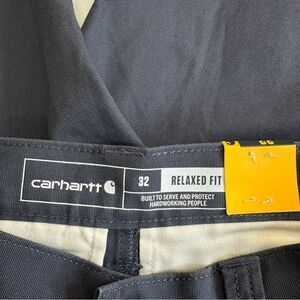 carhartt
32
RELAXED FIT
BUILT TO SERVE AND PROTECT
HARDWORKING PEOPLE